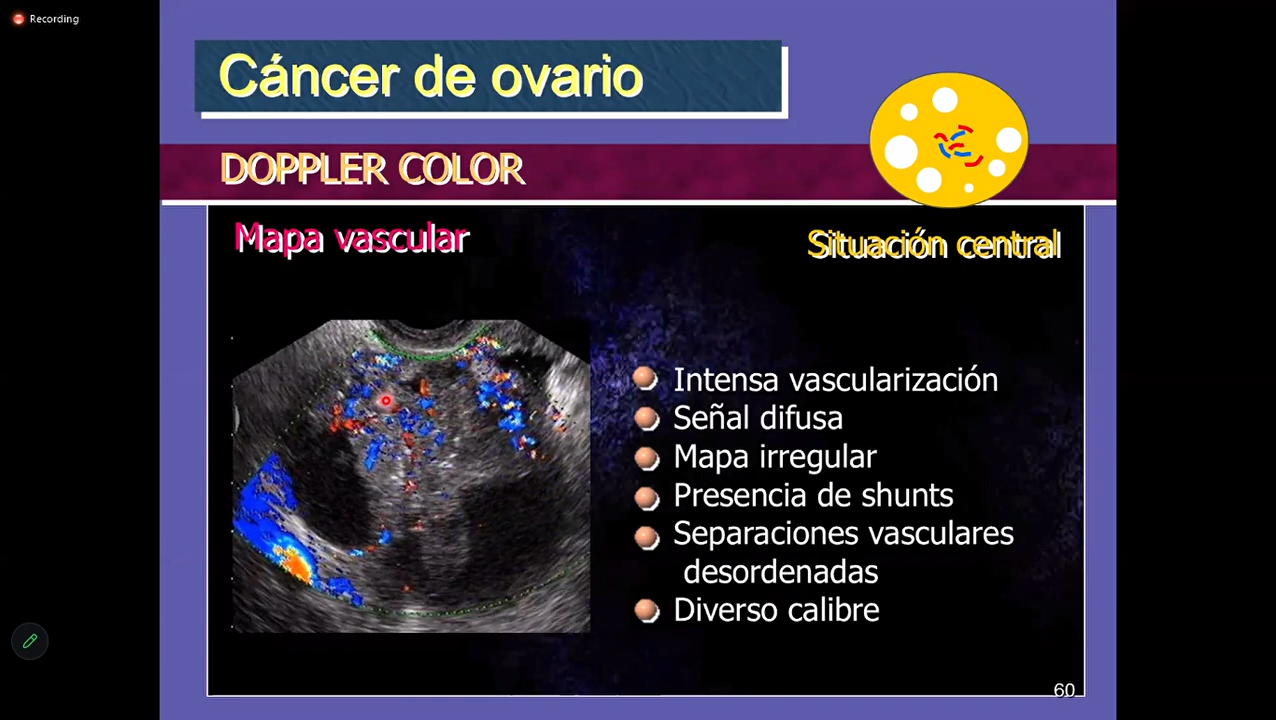 Recording
Cáncer de ovario
DOPPLER COLOR
Mapa vascular
Situación central
Intensa vascularización
Señal difusa
Mapa irregular
Presencia de shunts
Separaciones vasculares
desordenadas
Diverso calibre
60